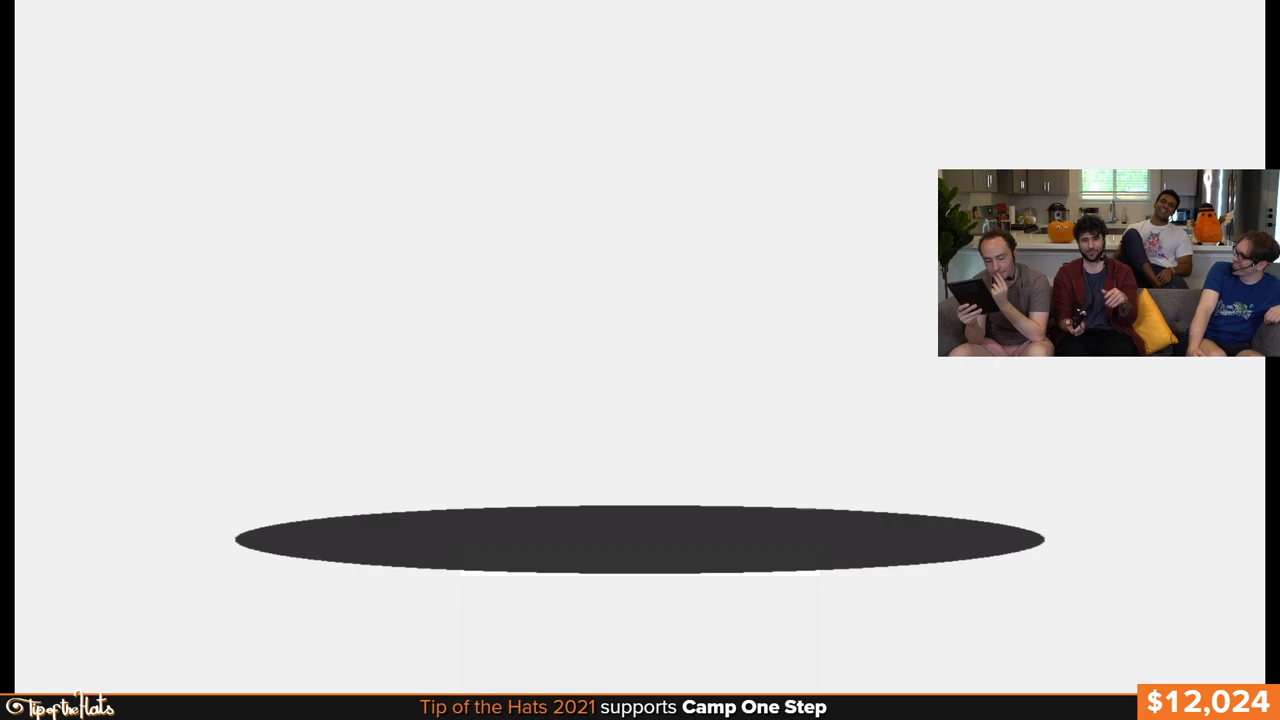 Tip of the Hats
Tip of the Hats 2021 supports Camp One Step
$12,024